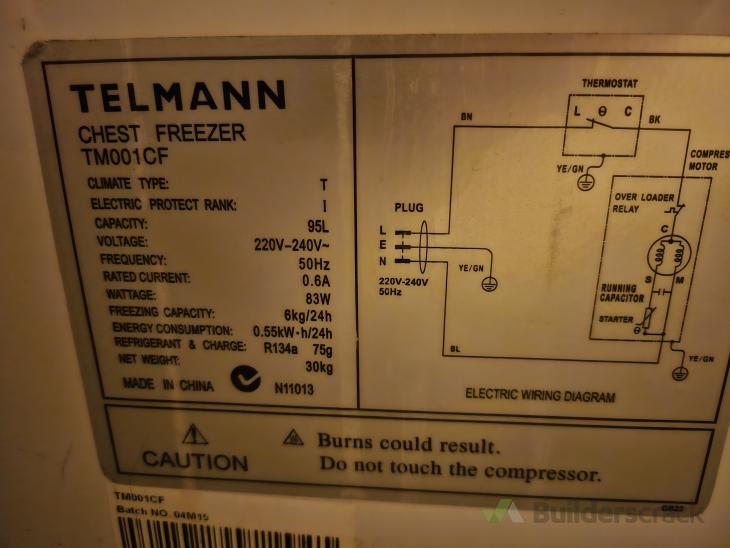 TELMANN
CHEST FREEZER
TM001CF
CLIMATE TYPE: T
ELECTRIC PROTECT RANK: I
CAPACITY: 95L
VOLTAGE: 220V-240V~
FREQUENCY: 50Hz
RATED CURRENT: 0.6A
WATTAGE: 83W
FREEZING CAPACITY: 6kg/24h
ENERGY CONSUMPTION: 0.55kW·h/24h
REFRIGERANT & CHARGE: R134a 75g
NET WEIGHT: 30kg
MADE IN CHINA N11013
THERMOSTAT
L θ C
BN
BK
YE/GN
COMPRES
MOTOR
OVER LOADER
RELAY
C
S M
RUNNING
CAPACITOR
STARTER
θ
YE/GN
PLUG
L
E
N
220V-240V
50Hz
YE/GN
BL
ELECTRIC WIRING DIAGRAM
CAUTION
Burns could result.
Do not touch the compressor.
GB22
TM001CF
Batch NO. 04M15
Builderscrack